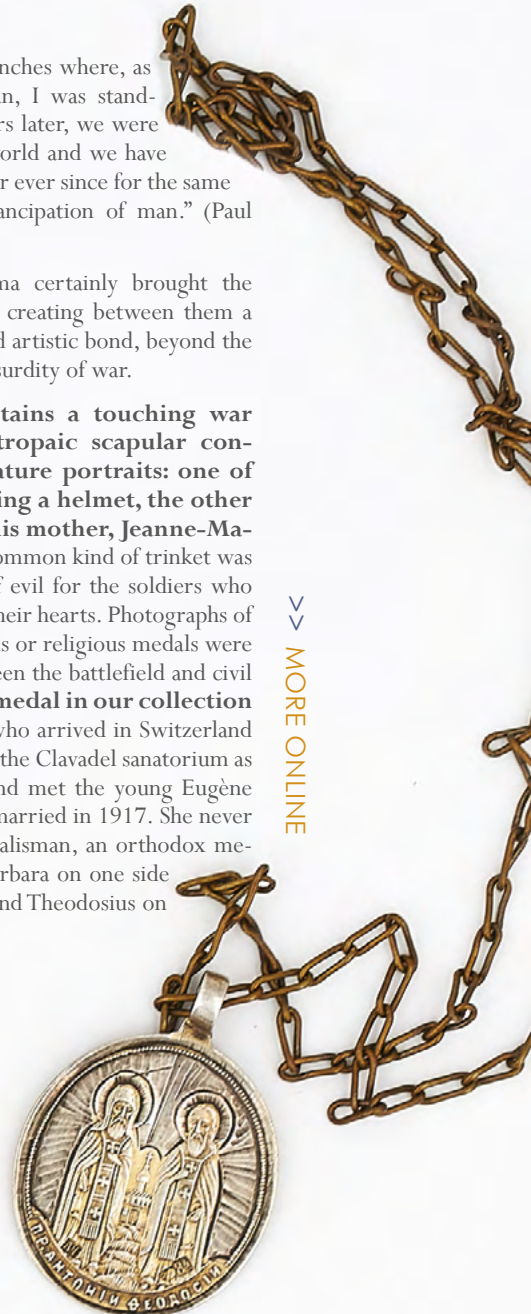 nches where, as
n, I was stand-
rs later, we were
orld and we have
r ever since for the same
ancipation of man.” (Paul
ma certainly brought the
creating between them a
d artistic bond, beyond the
surdity of war.
tains a touching war
tropaic scapular con-
ature portraits: one of
ing a helmet, the other
his mother, Jeanne-Ma-
ommon kind of trinket was
f evil for the soldiers who
heir hearts. Photographs of
s or religious medals were
een the battlefield and civil
medal in our collection
who arrived in Switzerland
the Clavadel sanatorium as
nd met the young Eugène
married in 1917. She never
alisman, an orthodox me-
rbara on one side
nd Theodosius on
>> MORE ONLINE
ПР. АНТОНІЙ ѲЕОДОСІЙ